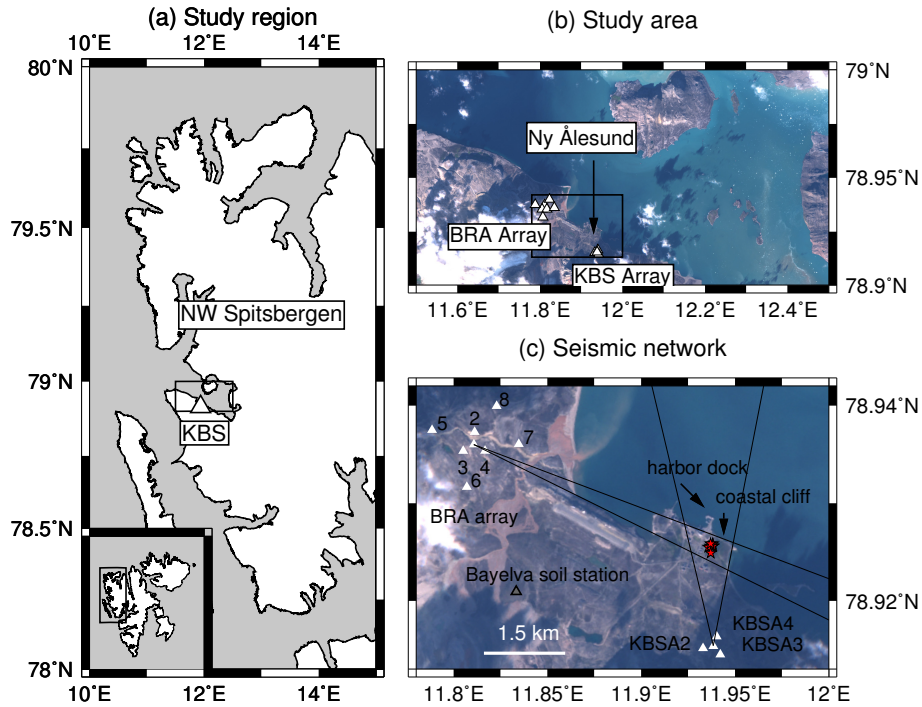 (a) Study region
10˚E 12˚E 14˚E
80˚N
79.5˚N
79˚N
78.5˚N
78˚N
NW Spitsbergen
KBS
10˚E 12˚E 14˚E
(b) Study area
79˚N
78.95˚N
78.9˚N
Ny Ålesund
BRA Array
KBS Array
11.6˚E 11.8˚E 12˚E 12.2˚E 12.4˚E
(c) Seismic network
78.94˚N
78.92˚N
8
5 2
7
3 4
6
BRA array
harbor dock
coastal cliff
Bayelva soil station
1.5 km
KBSA4
KBSA2 KBSA3
11.8˚E 11.85˚E 11.9˚E 11.95˚E 12˚E